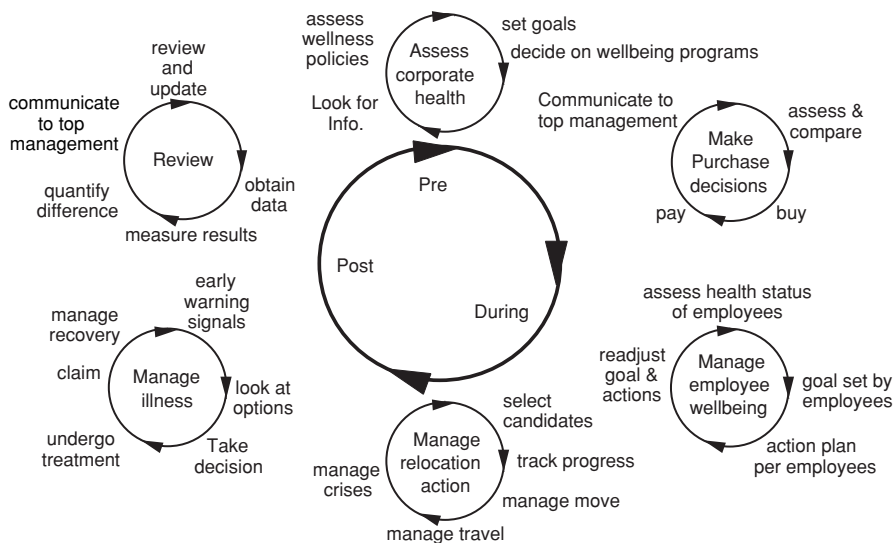 assess
wellness
policies
set goals
decide on wellbeing programs
Assess
corporate
health
Look for
Info.
review
and
update
communicate
to top
management
Review
quantify
difference
obtain
data
measure results
Communicate to
top management
assess &
compare
Make
Purchase
decisions
pay
buy
Pre
Post
During
early
warning
signals
manage
recovery
claim
Manage
illness
look at
options
undergo
treatment
Take
decision
select
candidates
Manage
relocation
action
track progress
manage
crises
manage move
manage travel
assess health status
of employees
readjust
goal &
actions
Manage
employee
wellbeing
goal set by
employees
action plan
per employees